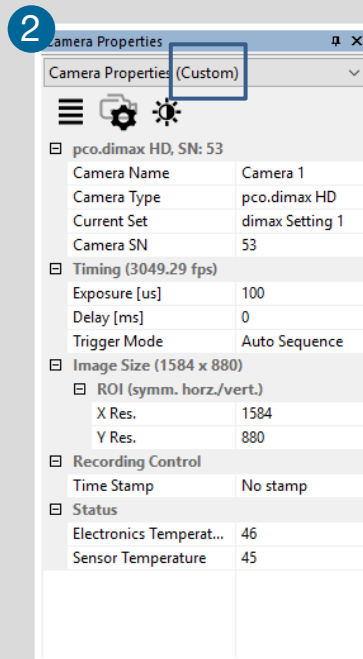 2
Camera Properties
Camera Properties (Custom)
pco.dimax HD, SN: 53
Camera Name Camera 1
Camera Type pco.dimax HD
Current Set dimax Setting 1
Camera SN 53
Timing (3049.29 fps)
Exposure [us] 100
Delay [ms] 0
Trigger Mode Auto Sequence
Image Size (1584 x 880)
ROI (symm. horz./vert.)
X Res. 1584
Y Res. 880
Recording Control
Time Stamp No stamp
Status
Electronics Temperat... 46
Sensor Temperature 45